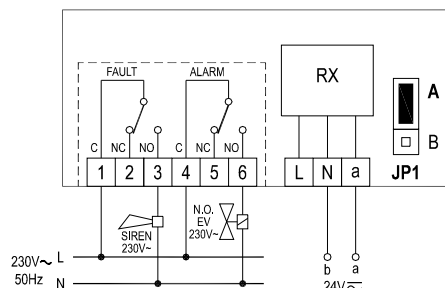 FAULT ALARM
RX
A
B
C NC NO C NC NO
1 2 3 4 5 6
L N a
JP1
SIREN
230V~
N.O.
EV
230V~
230V~ L
50Hz N
b a
24V